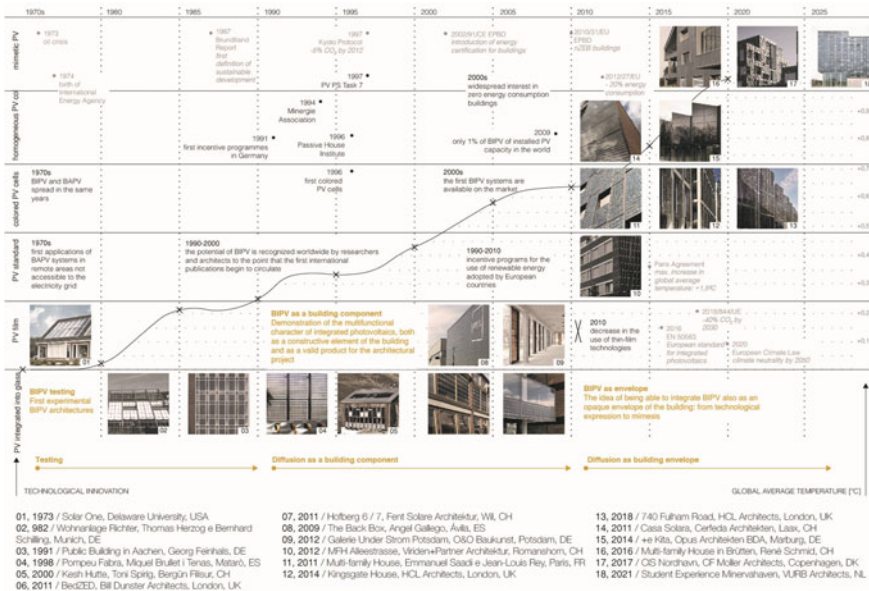 1970s 1980 1985 1990 1995 2000 2005 2010 2015 2020 2025
mimetic PV
homogeneous PV col
colored PV cells
PV standard
PV film
PV integrated into glass
1973
oil crisis
1974
birth of
International
Energy Agency
1987
Brundtland
Report
first
definition of
sustainable
development
1997
Kyoto Protocol
-5% CO₂ by 2012
1997
PV PS Task 7
2002/91/CE EPBD
Introduction of energy
certification for buildings
2010/31/EU
EPBD
nZEB buildings
2012/27/EU
- 20% energy
consumption
2000s
widespread interest in
zero energy consumption
buildings
1994
Minergie
Association
1991
first incentive programmes
in Germany
1996
Passive House
Institute
2009
only 1% of BIPV of installed PV
capacity in the world
1970s
BIPV and BAPV
spread in the same
years
1996
first colored
PV cells
2000s
the first BIPV systems are
available on the market
1970s
first applications of
BAPV systems in
remote areas not
accessible to the
electricity grid
1990-2000
the potential of BIPV is recognized worldwide by researchers
and architects to the point that the first international
publications begin to circulate
1990-2010
incentive programs for the
use of renewable energy
adopted by European
countries
Paris Agreement
max. increase in
global average
temperature:
BIPV as a building component
Demonstration of the multifunctional
character of integrated photovoltaics, both
as a constructive element of the building
and as a valid product for the architectural
project
2010
decrease in
the use of thin-film
technologies
2018/844/UE
-40% CO₂ by
2030
2016
EN 50583
European standard
for integrated
photovoltaics
2020
European Climate Law
climate neutrality by 2050
BIPV testing
First experimental
BIPV architectures
BIPV as envelope
The idea of being able to integrate BIPV also as an
opaque envelope of the building: from technological
expression to mimesis
01
02
03
04
05
08
09
10
11
12
13
14
15
16
17
18
Testing
Diffusion as a building component
Diffusion as building envelope
TECHNOLOGICAL INNOVATION
GLOBAL AVERAGE TEMPERATURE [°C]
01, 1973 / Solar One, Delaware University, USA
02, 982 / Wohnanlage Richter, Thomas Herzog e Bernhard
Schilling, Munich, DE
03, 1991 / Public Building in Aachen, Georg Feinhals, DE
04, 1998 / Pompeu Fabra, Miquel Brullet i Tenas, Matarò, ES
05, 2000 / Kesh Hutte, Toni Spirig, Bergün Filisur, CH
06, 2011 / BedZED, Bill Dunster Architects, London, UK
07, 2011 / Hofberg 6 / 7, Fent Solare Architektur, Wil, CH
08, 2009 / The Back Box, Angel Gallego, Ávila, ES
09, 2012 / Galerie Under Strom Potsdam, O&O Baukunst, Potsdam, DE
10, 2012 / MFH Alleestrasse, Viriden+Partner Architektur, Romanshorn, CH
11, 2011 / Multi-family House, Emmanuel Saadi e Jean-Louis Rey, Paris, FR
12, 2014 / Kingsgate House, HCL Architects, London, UK
13, 2018 / 740 Fulham Road, HCL Architects, London, UK
14, 2011 / Casa Solara, Cerfeda Architekten, Laax, CH
15, 2014 / +e Kita, Opus Architekten BDA, Marburg, DE
16, 2016 / Multi-family House in Brütten, René Schmid, CH
17, 2017 / CIS Nordhavn, CF Moller Architects, Copenhagen, DK
18, 2021 / Student Experience Minervahaven, VURB Architects, NL